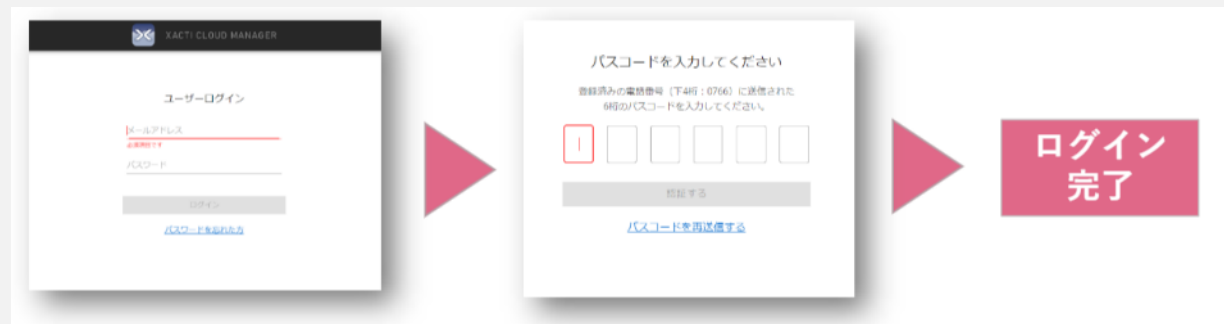 XACTI CLOUD MANAGER
ユーザーログイン
メールアドレス
必須項目です
パスワード
ログイン
パスワードを忘れた方
パスコードを入力してください
登録済みの電話番号（下4桁：0766）に送信された
6桁のパスコードを入力してください。
認証する
パスコードを再送信する
ログイン
完了